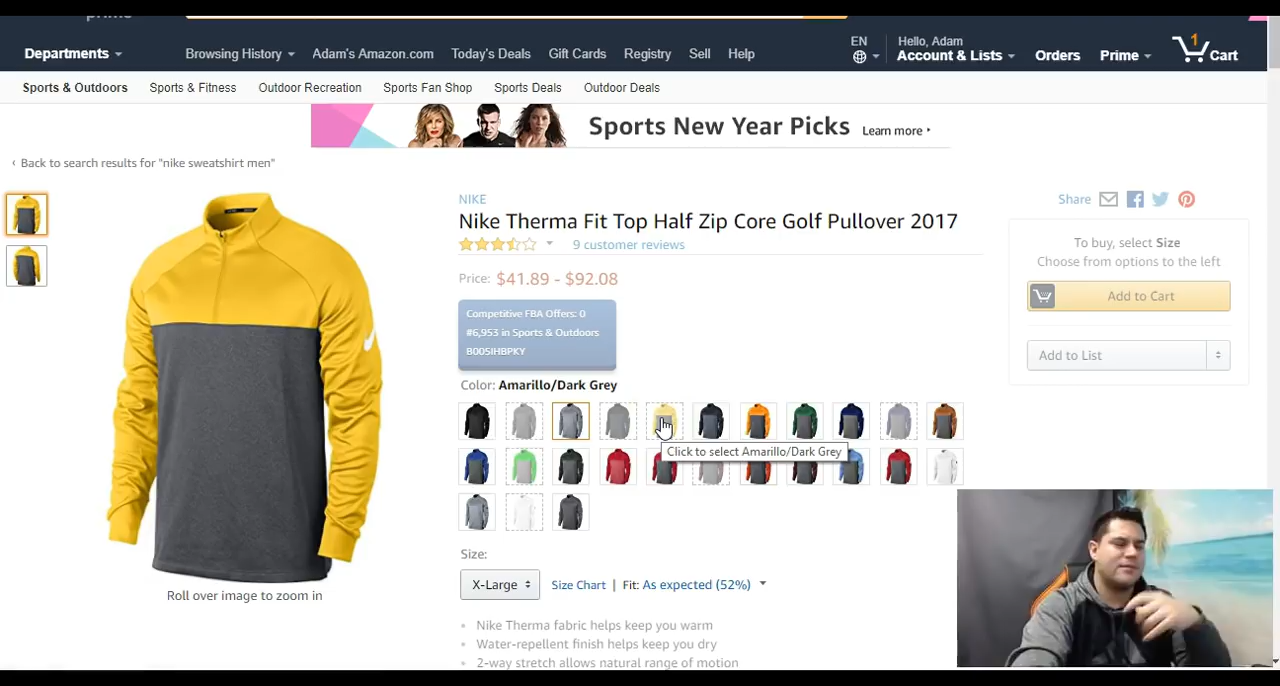 prime
Departments
Browsing History
Adam's Amazon.com
Today's Deals
Gift Cards
Registry
Sell
Help
EN
Hello, Adam
Account & Lists
Orders
Prime
1
Cart
Sports & Outdoors
Sports & Fitness
Outdoor Recreation
Sports Fan Shop
Sports Deals
Outdoor Deals
Sports New Year Picks
Learn more ›
‹ Back to search results for "nike sweatshirt men"
NIKE
Nike Therma Fit Top Half Zip Core Golf Pullover 2017
9 customer reviews
Price: $41.89 - $92.08
Competitive FBA Offers: 0
#6,953 in Sports & Outdoors
B005IHBPKY
Color: Amarillo/Dark Grey
Click to select Amarillo/Dark Grey
Size:
X-Large
Size Chart | Fit: As expected (52%)
• Nike Therma fabric helps keep you warm
• Water-repellent finish helps keep you dry
• 2-way stretch allows natural range of motion
Roll over image to zoom in
Share
To buy, select Size
Choose from options to the left
Add to Cart
Add to List